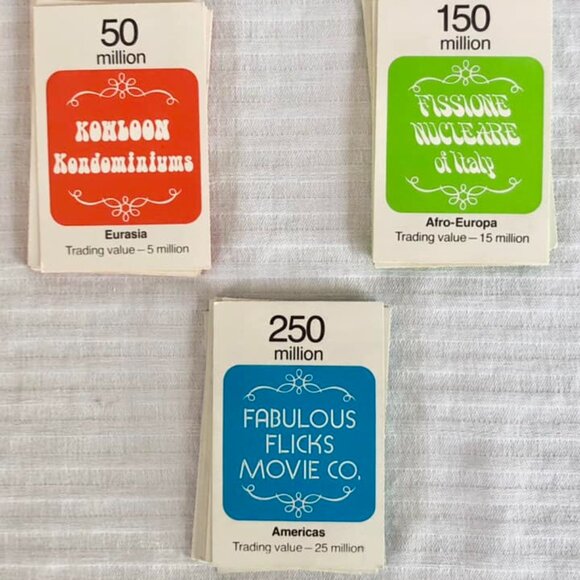 50
million
KOWLOON
Kondominiums
Eurasia
Trading value – 5 million
150
million
FISSIONE
NUCLEARE
of Italy
Afro-Europa
Trading value – 15 million
250
million
FABULOUS
FLICKS
MOVIE CO.
Americas
Trading value – 25 million